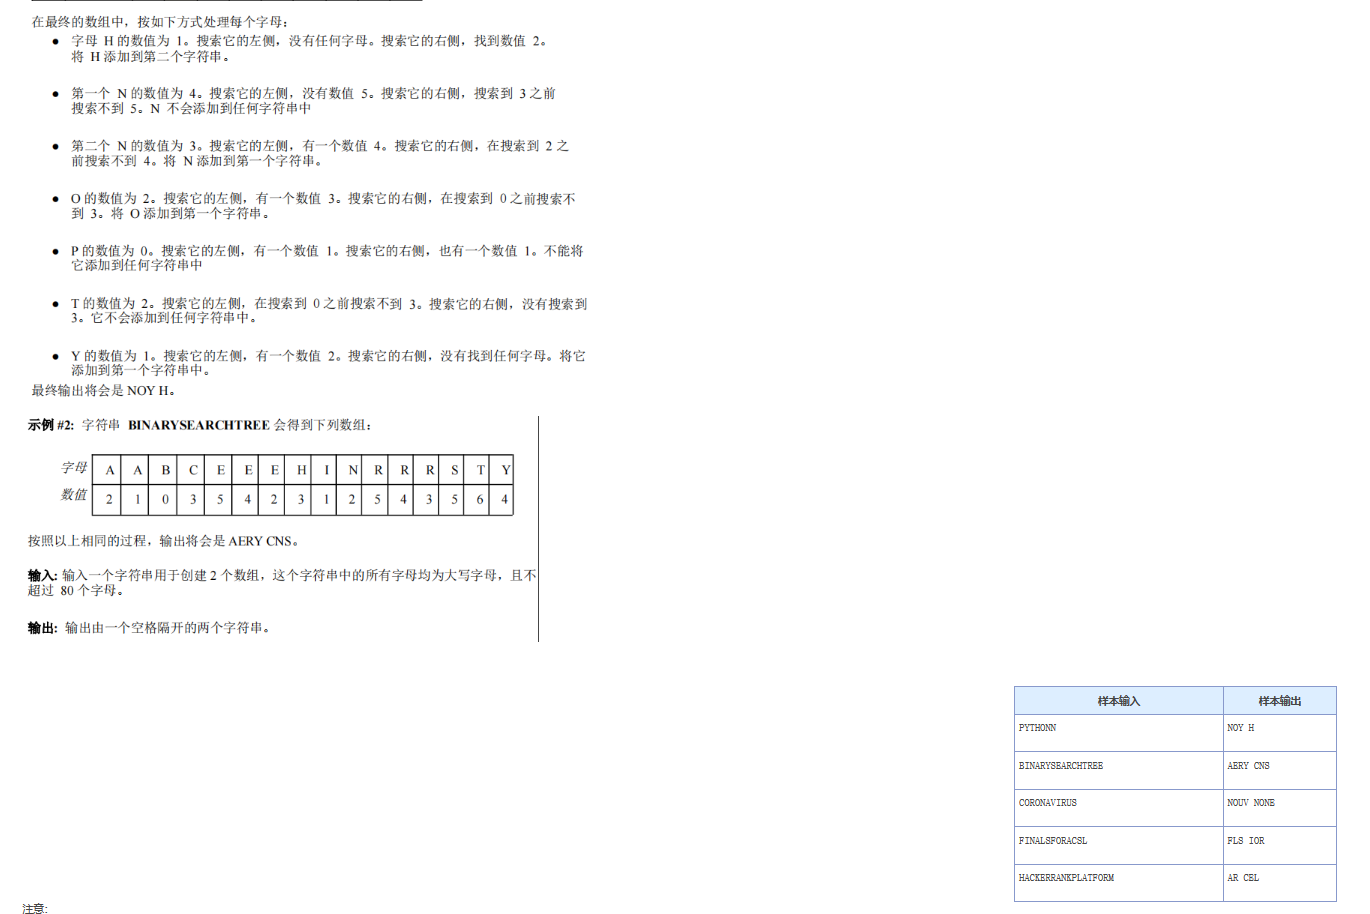 在最终的数组中，按如下方式处理每个字母：
● 字母 H 的数值为 1。搜索它的左侧，没有任何字母。搜索它的右侧，找到数值 2。
将 H 添加到第二个字符串。
● 第一个 N 的数值为 4。搜索它的左侧，没有数值 5。搜索它的右侧，搜索到 3 之前
搜索不到 5。N 不会添加到任何字符串中
● 第二个 N 的数值为 3。搜索它的左侧，有一个数值 4。搜索它的右侧，在搜索到 2 之
前搜索不到 4。将 N 添加到第一个字符串。
● O 的数值为 2。搜索它的左侧，有一个数值 3。搜索它的右侧，在搜索到 0 之前搜索不
到 3。将 O 添加到第一个字符串。
● P 的数值为 0。搜索它的左侧，有一个数值 1。搜索它的右侧，也有一个数值 1。不能将
它添加到任何字符串中
● T 的数值为 2。搜索它的左侧，在搜索到 0 之前搜索不到 3。搜索它的右侧，没有搜索到
3。它不会添加到任何字符串中。
● Y 的数值为 1。搜索它的左侧，有一个数值 2。搜索它的右侧，没有找到任何字母。将它
添加到第一个字符串中。
最终输出将会是 NOY H。
示例 #2: 字符串 BINARYSEARCHTREE 会得到下列数组：
字母 A A B C E E E H I N R R R S T Y
数值 2 1 0 3 5 4 2 3 1 2 5 4 3 5 6 4
按照以上相同的过程，输出将会是 AERY CNS。
输入: 输入一个字符串用于创建 2 个数组，这个字符串中的所有字母均为大写字母，且不
超过 80 个字母。
输出: 输出由一个空格隔开的两个字符串。
样本输入 样本输出
PYTHONN NOY H
BINARYSEARCHTREE AERY CNS
CORONAVIRUS NOUV NONE
FINALSFORACSL FLS IOR
HACKERRANKPLATFORM AR CEL
注意: